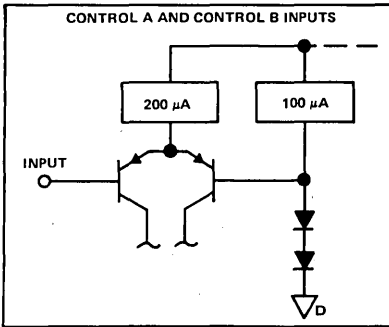 CONTROL A AND CONTROL B INPUTS
200 μA
100 μA
INPUT
D